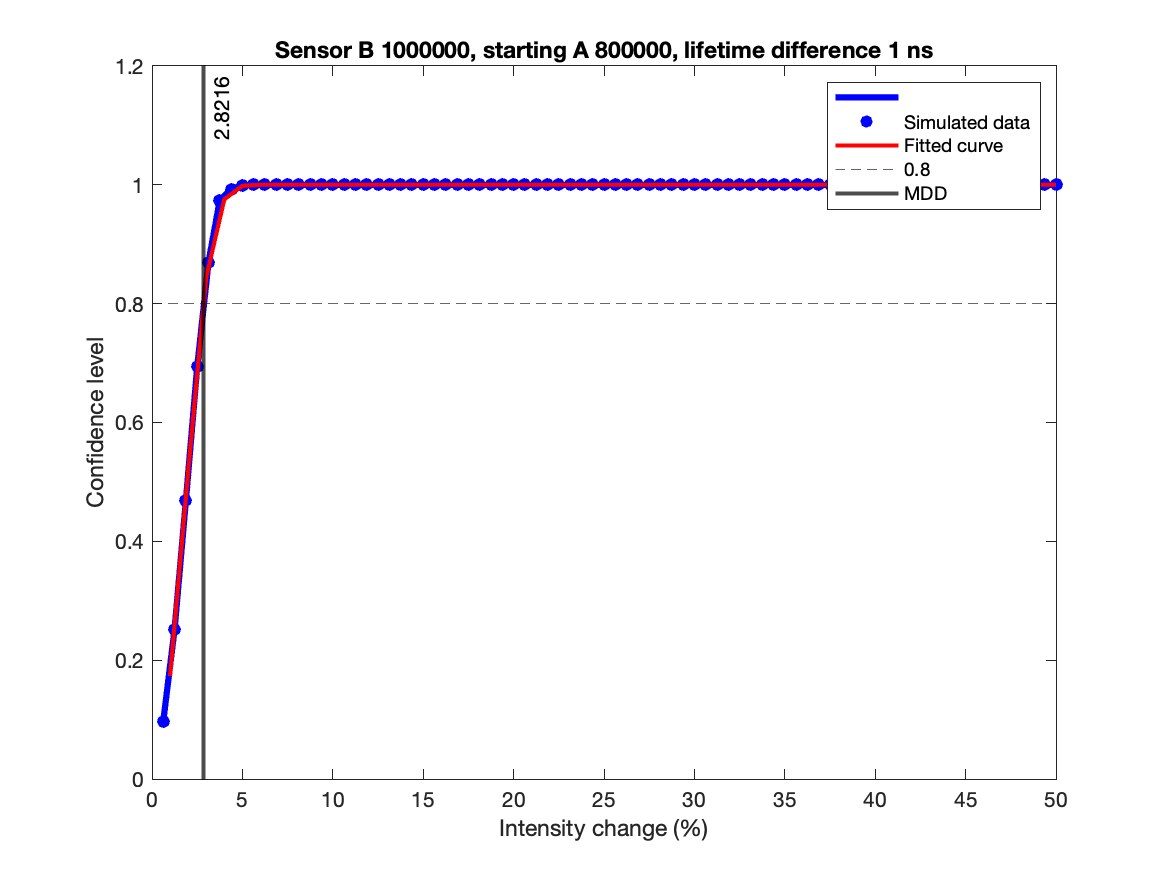 Sensor B 1000000, starting A 800000, lifetime difference 1 ns
1.2
1
0.8
0.6
0.4
0.2
0
Confidence level
2.8216
Simulated data
Fitted curve
0.8
MDD
0 5 10 15 20 25 30 35 40 45 50
Intensity change (%)